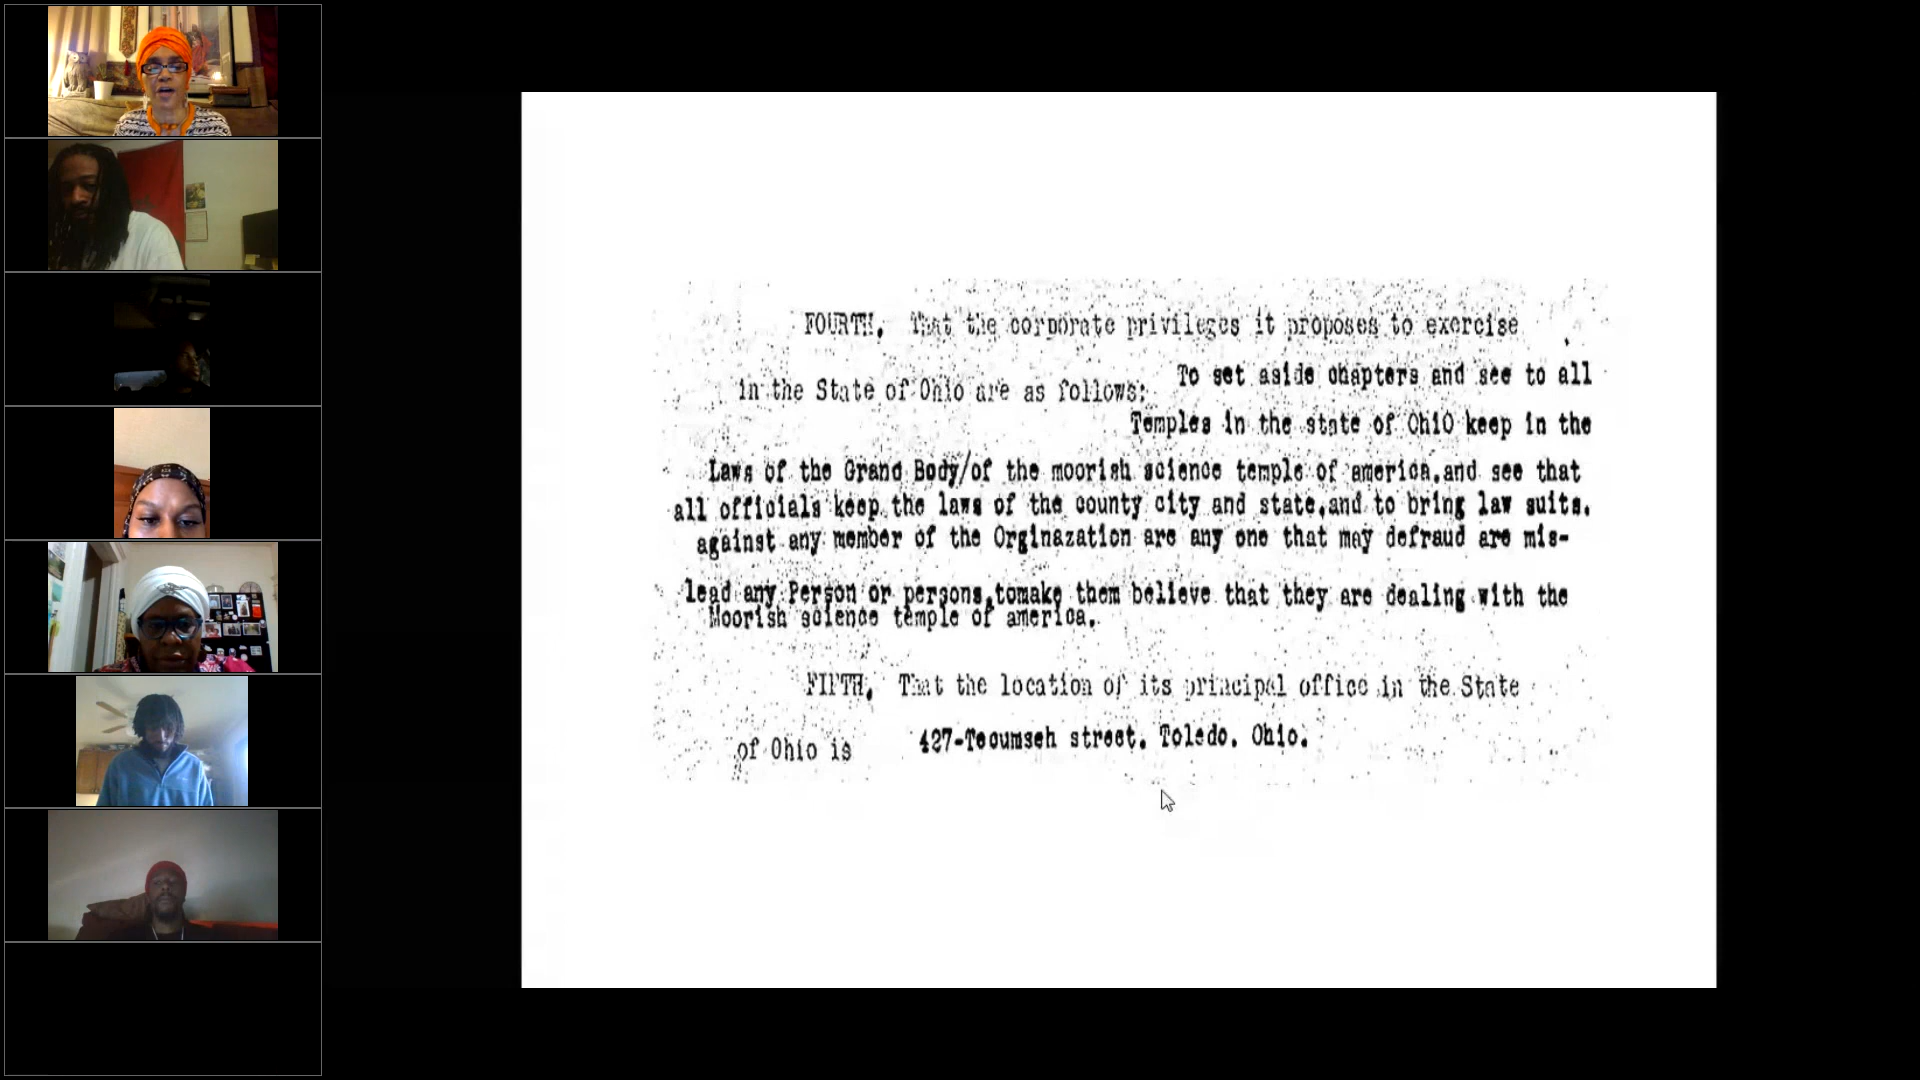 FOURTH. That the corporate privileges it proposes to exercise
in the State of Ohio are as follows: To set aside chapters and see to all
Temples in the state of OhiO keep in the
Laws of the Grand Body/of the moorish science temple of america.and see that
all officials keep the laws of the county city and state,and to bring law suits.
against any member of the Orginazation are any one that may defraud are mis-
lead any Person or persons,tomake them believe that they are dealing with the
Moorish science temple of america.
FIFTH. That the location of its principal office in the State
of Ohio is 427-Tecumseh street. Toledo. Ohio.